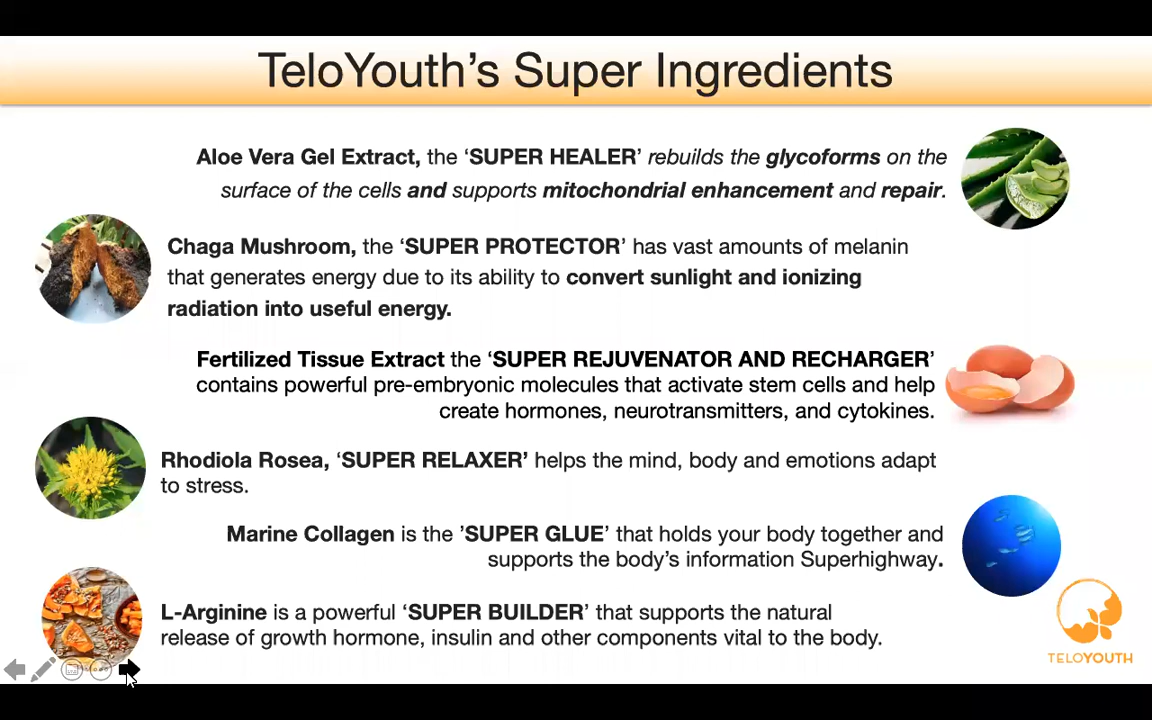 TeloYouth’s Super Ingredients
Aloe Vera Gel Extract, the ‘SUPER HEALER’ rebuilds the glycoforms on the
surface of the cells and supports mitochondrial enhancement and repair.
Chaga Mushroom, the ‘SUPER PROTECTOR’ has vast amounts of melanin
that generates energy due to its ability to convert sunlight and ionizing
radiation into useful energy.
Fertilized Tissue Extract the ‘SUPER REJUVENATOR AND RECHARGER’
contains powerful pre-embryonic molecules that activate stem cells and help
create hormones, neurotransmitters, and cytokines.
Rhodiola Rosea, ‘SUPER RELAXER’ helps the mind, body and emotions adapt
to stress.
Marine Collagen is the ’SUPER GLUE’ that holds your body together and
supports the body’s information Superhighway.
L-Arginine is a powerful ‘SUPER BUILDER’ that supports the natural
release of growth hormone, insulin and other components vital to the body.
TELOYOUTH